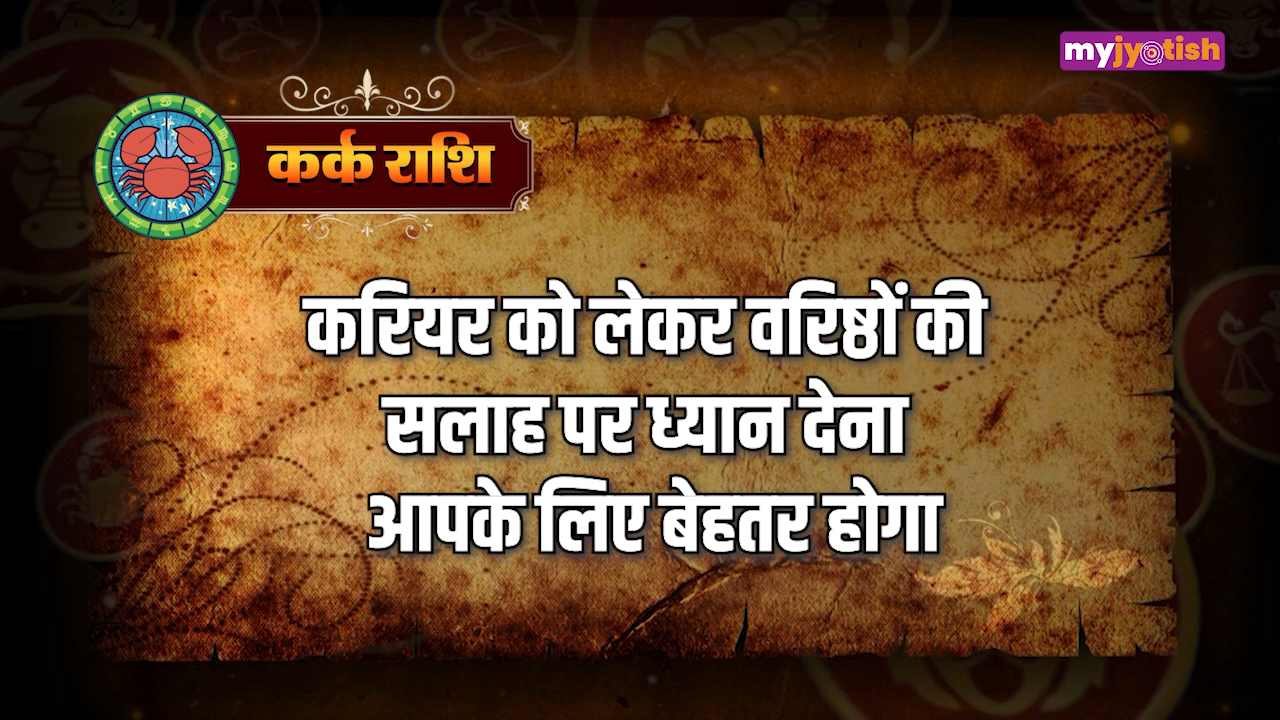 myjyotish
कर्क राशि
करियर को लेकर वरिष्ठों की
सलाह पर ध्यान देना
आपके लिए बेहतर होगा